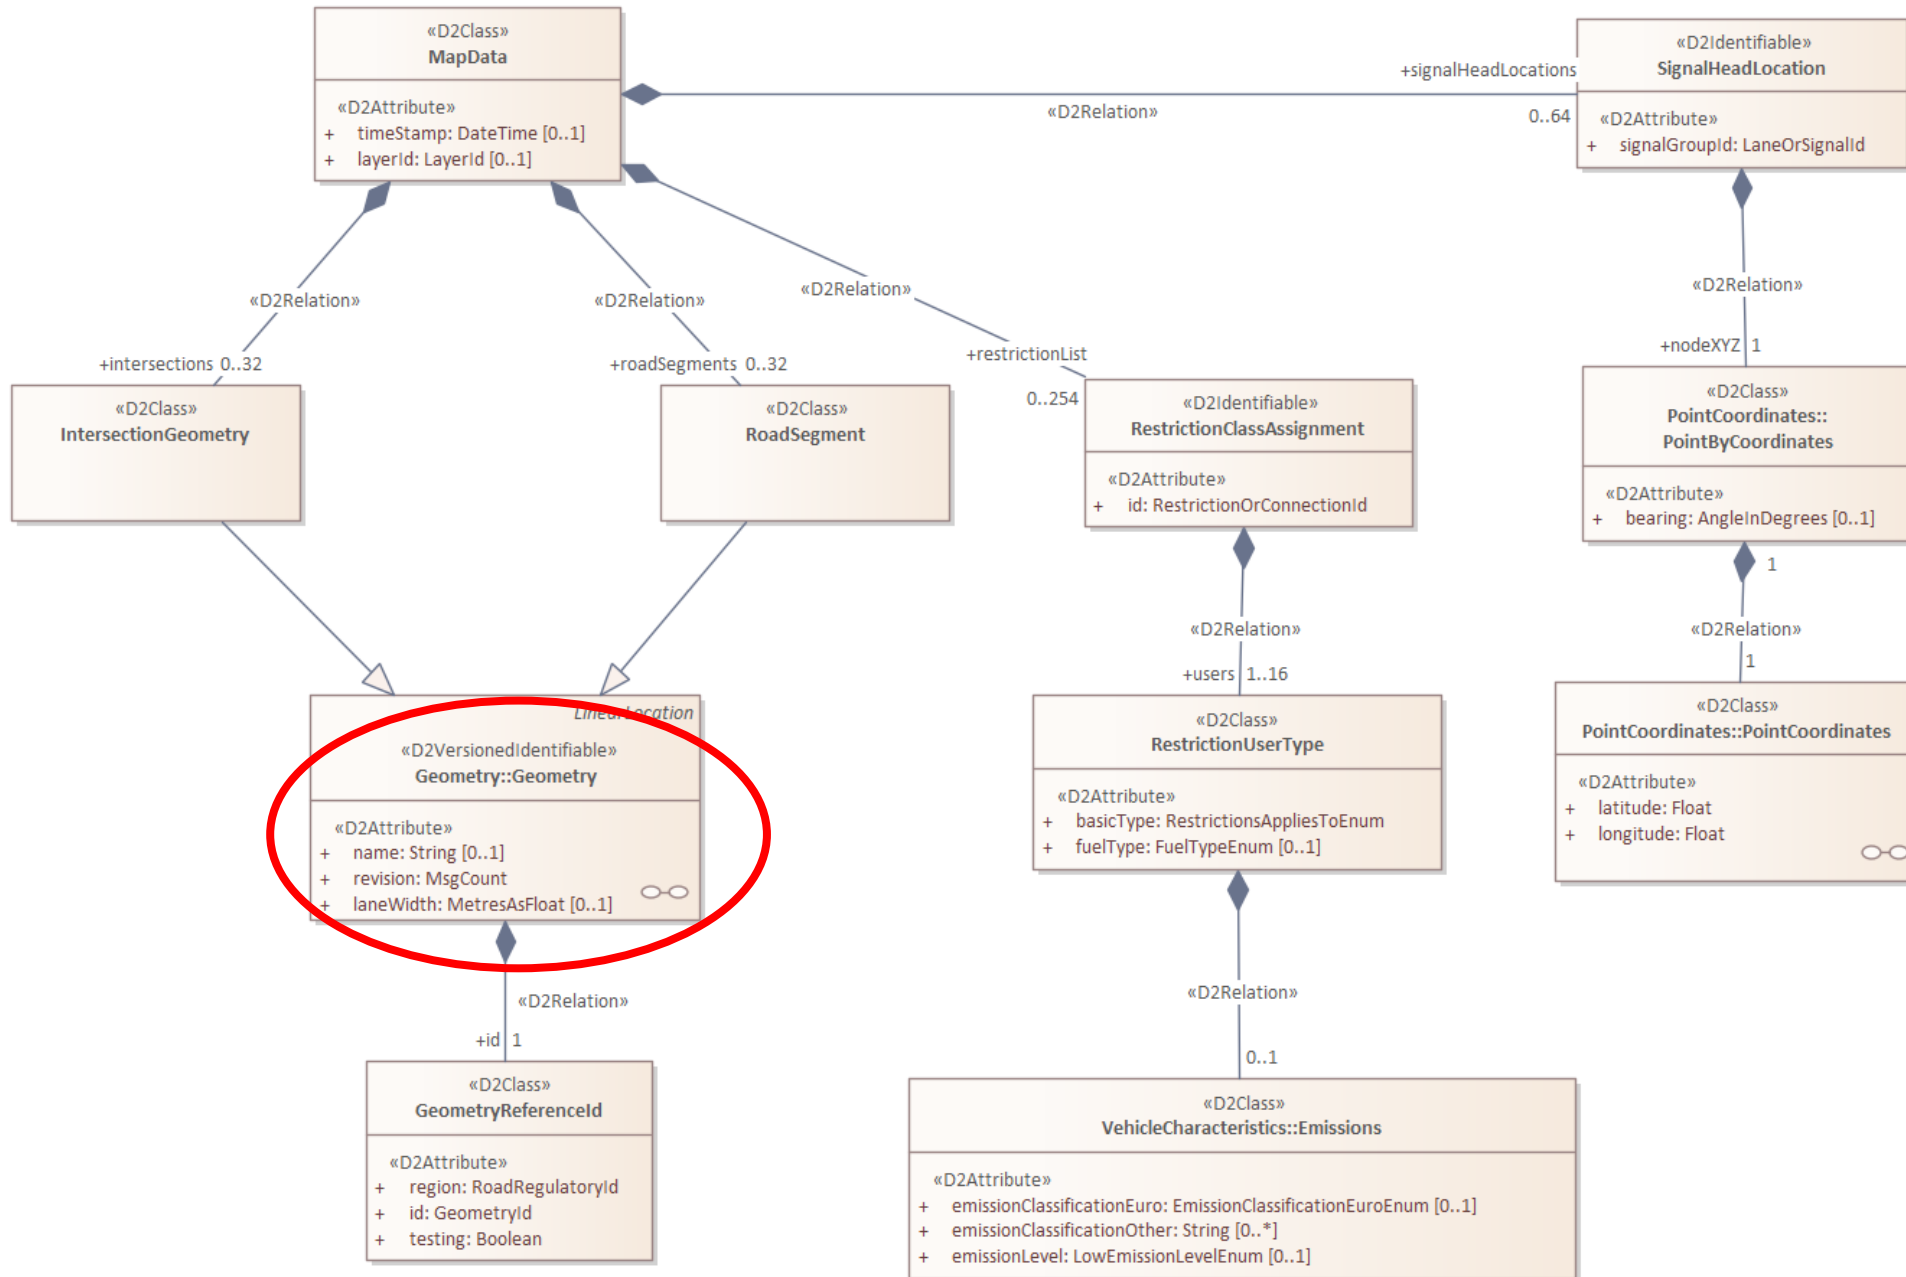 «D2Class»
MapData
«D2Attribute»
+ timeStamp: DateTime [0..1]
+ layerId: LayerId [0..1]
+signalHeadLocations
«D2Relation»
0..64
«D2Identifiable»
SignalHeadLocation
«D2Attribute»
+ signalGroupId: LaneOrSignalId
«D2Relation»
«D2Relation»
«D2Relation»
«D2Relation»
+intersections 0..32
+roadSegments 0..32
+restrictionList
0..254
+nodeXYZ 1
«D2Class»
IntersectionGeometry
«D2Class»
RoadSegment
«D2Identifiable»
RestrictionClassAssignment
«D2Attribute»
+ id: RestrictionOrConnectionId
«D2Class»
PointCoordinates::
PointByCoordinates
«D2Attribute»
+ bearing: AngleInDegrees [0..1]
1
«D2Relation»
1
«D2Relation»
+users 1..16
LinearLocation
«D2VersionedIdentifiable»
Geometry::Geometry
«D2Attribute»
+ name: String [0..1]
+ revision: MsgCount
+ laneWidth: MetresAsFloat [0..1]
«D2Class»
RestrictionUserType
«D2Attribute»
+ basicType: RestrictionsAppliesToEnum
+ fuelType: FuelTypeEnum [0..1]
«D2Class»
PointCoordinates::PointCoordinates
«D2Attribute»
+ latitude: Float
+ longitude: Float
«D2Relation»
+id 1
«D2Relation»
0..1
«D2Class»
GeometryReferenceId
«D2Attribute»
+ region: RoadRegulatoryId
+ id: GeometryId
+ testing: Boolean
«D2Class»
VehicleCharacteristics::Emissions
«D2Attribute»
+ emissionClassificationEuro: EmissionClassificationEuroEnum [0..1]
+ emissionClassificationOther: String [0..*]
+ emissionLevel: LowEmissionLevelEnum [0..1]